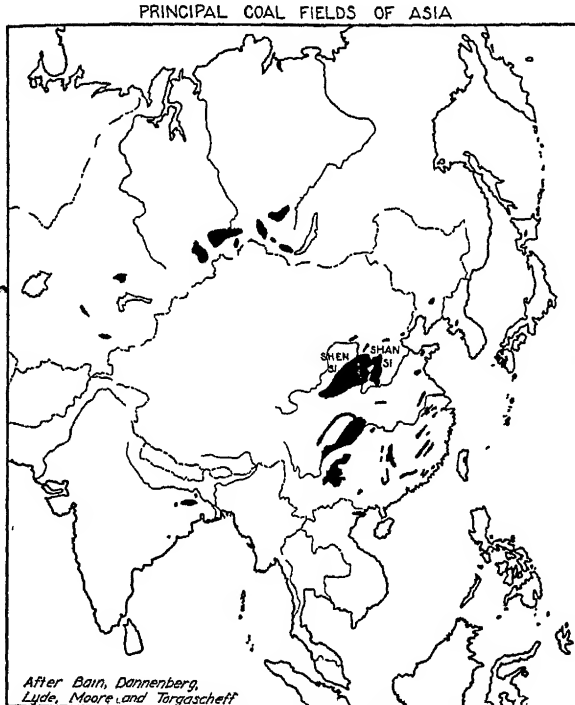 PRINCIPAL COAL FIELDS OF ASIA
SHEN
SI
SHAN
SI
After Bain, Dannenberg,
Lyde, Moore and Torgascheff